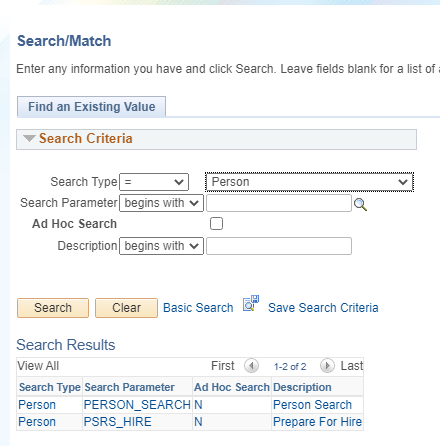 Search/Match
Enter any information you have and click Search. Leave fields blank for a list of
Find an Existing Value
Search Criteria
Search Type = Person
Search Parameter begins with
Ad Hoc Search
Description begins with
Search Clear Basic Search Save Search Criteria
Search Results
View All First 1-2 of 2 Last
Search Type Search Parameter Ad Hoc Search Description
Person PERSON_SEARCH N Person Search
Person PSRS_HIRE N Prepare For Hire